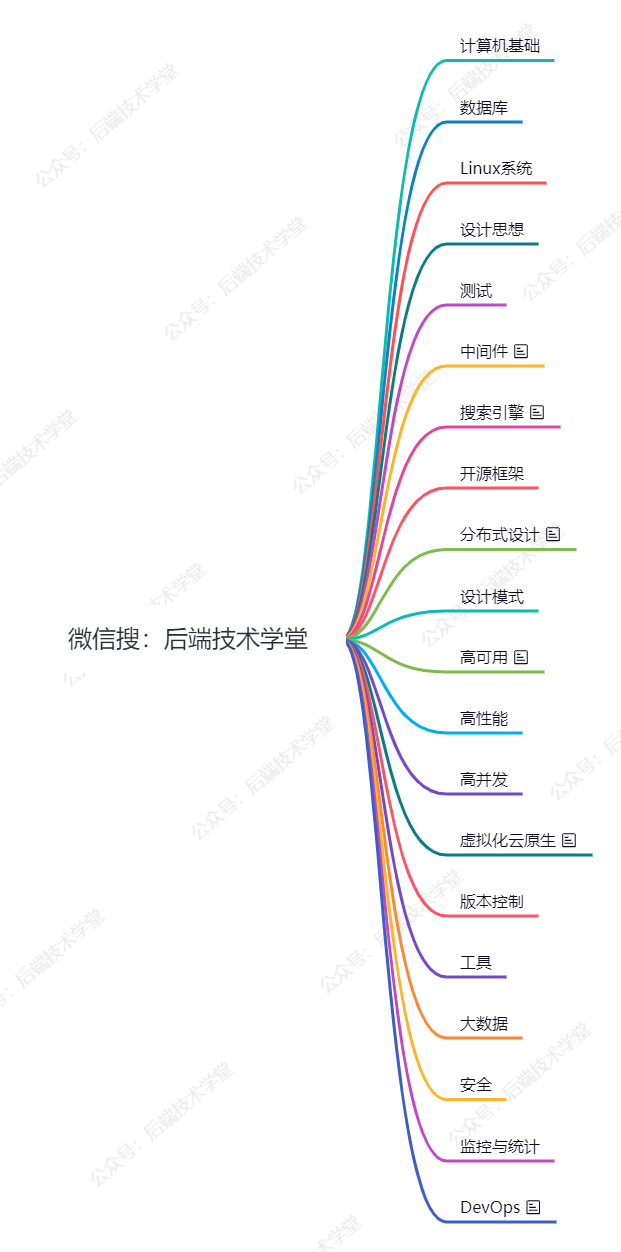 计算机基础
数据库
Linux系统
设计思想
测试
中间件
搜索引擎
开源框架
分布式设计
设计模式
微信搜：后端技术学堂
高可用
高性能
高并发
虚拟化云原生
版本控制
工具
大数据
安全
监控与统计
DevOps
公众号：后端技术学堂